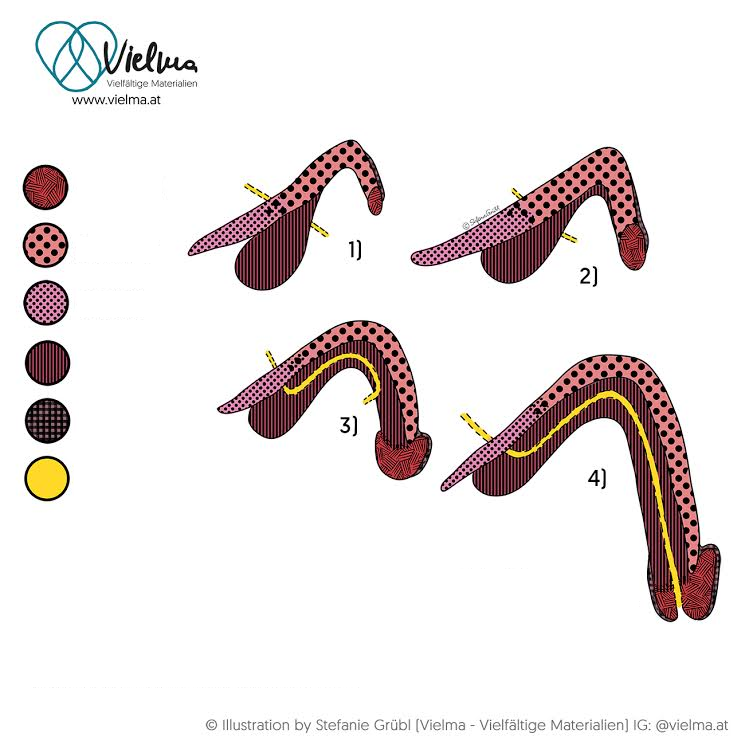 Vielma
Vielfältige Materialien
www.vielma.at
1)
© StefanieGrübl
2)
3)
4)
© Illustration by Stefanie Grübl (Vielma - Vielfältige Materialien) IG: @vielma.at